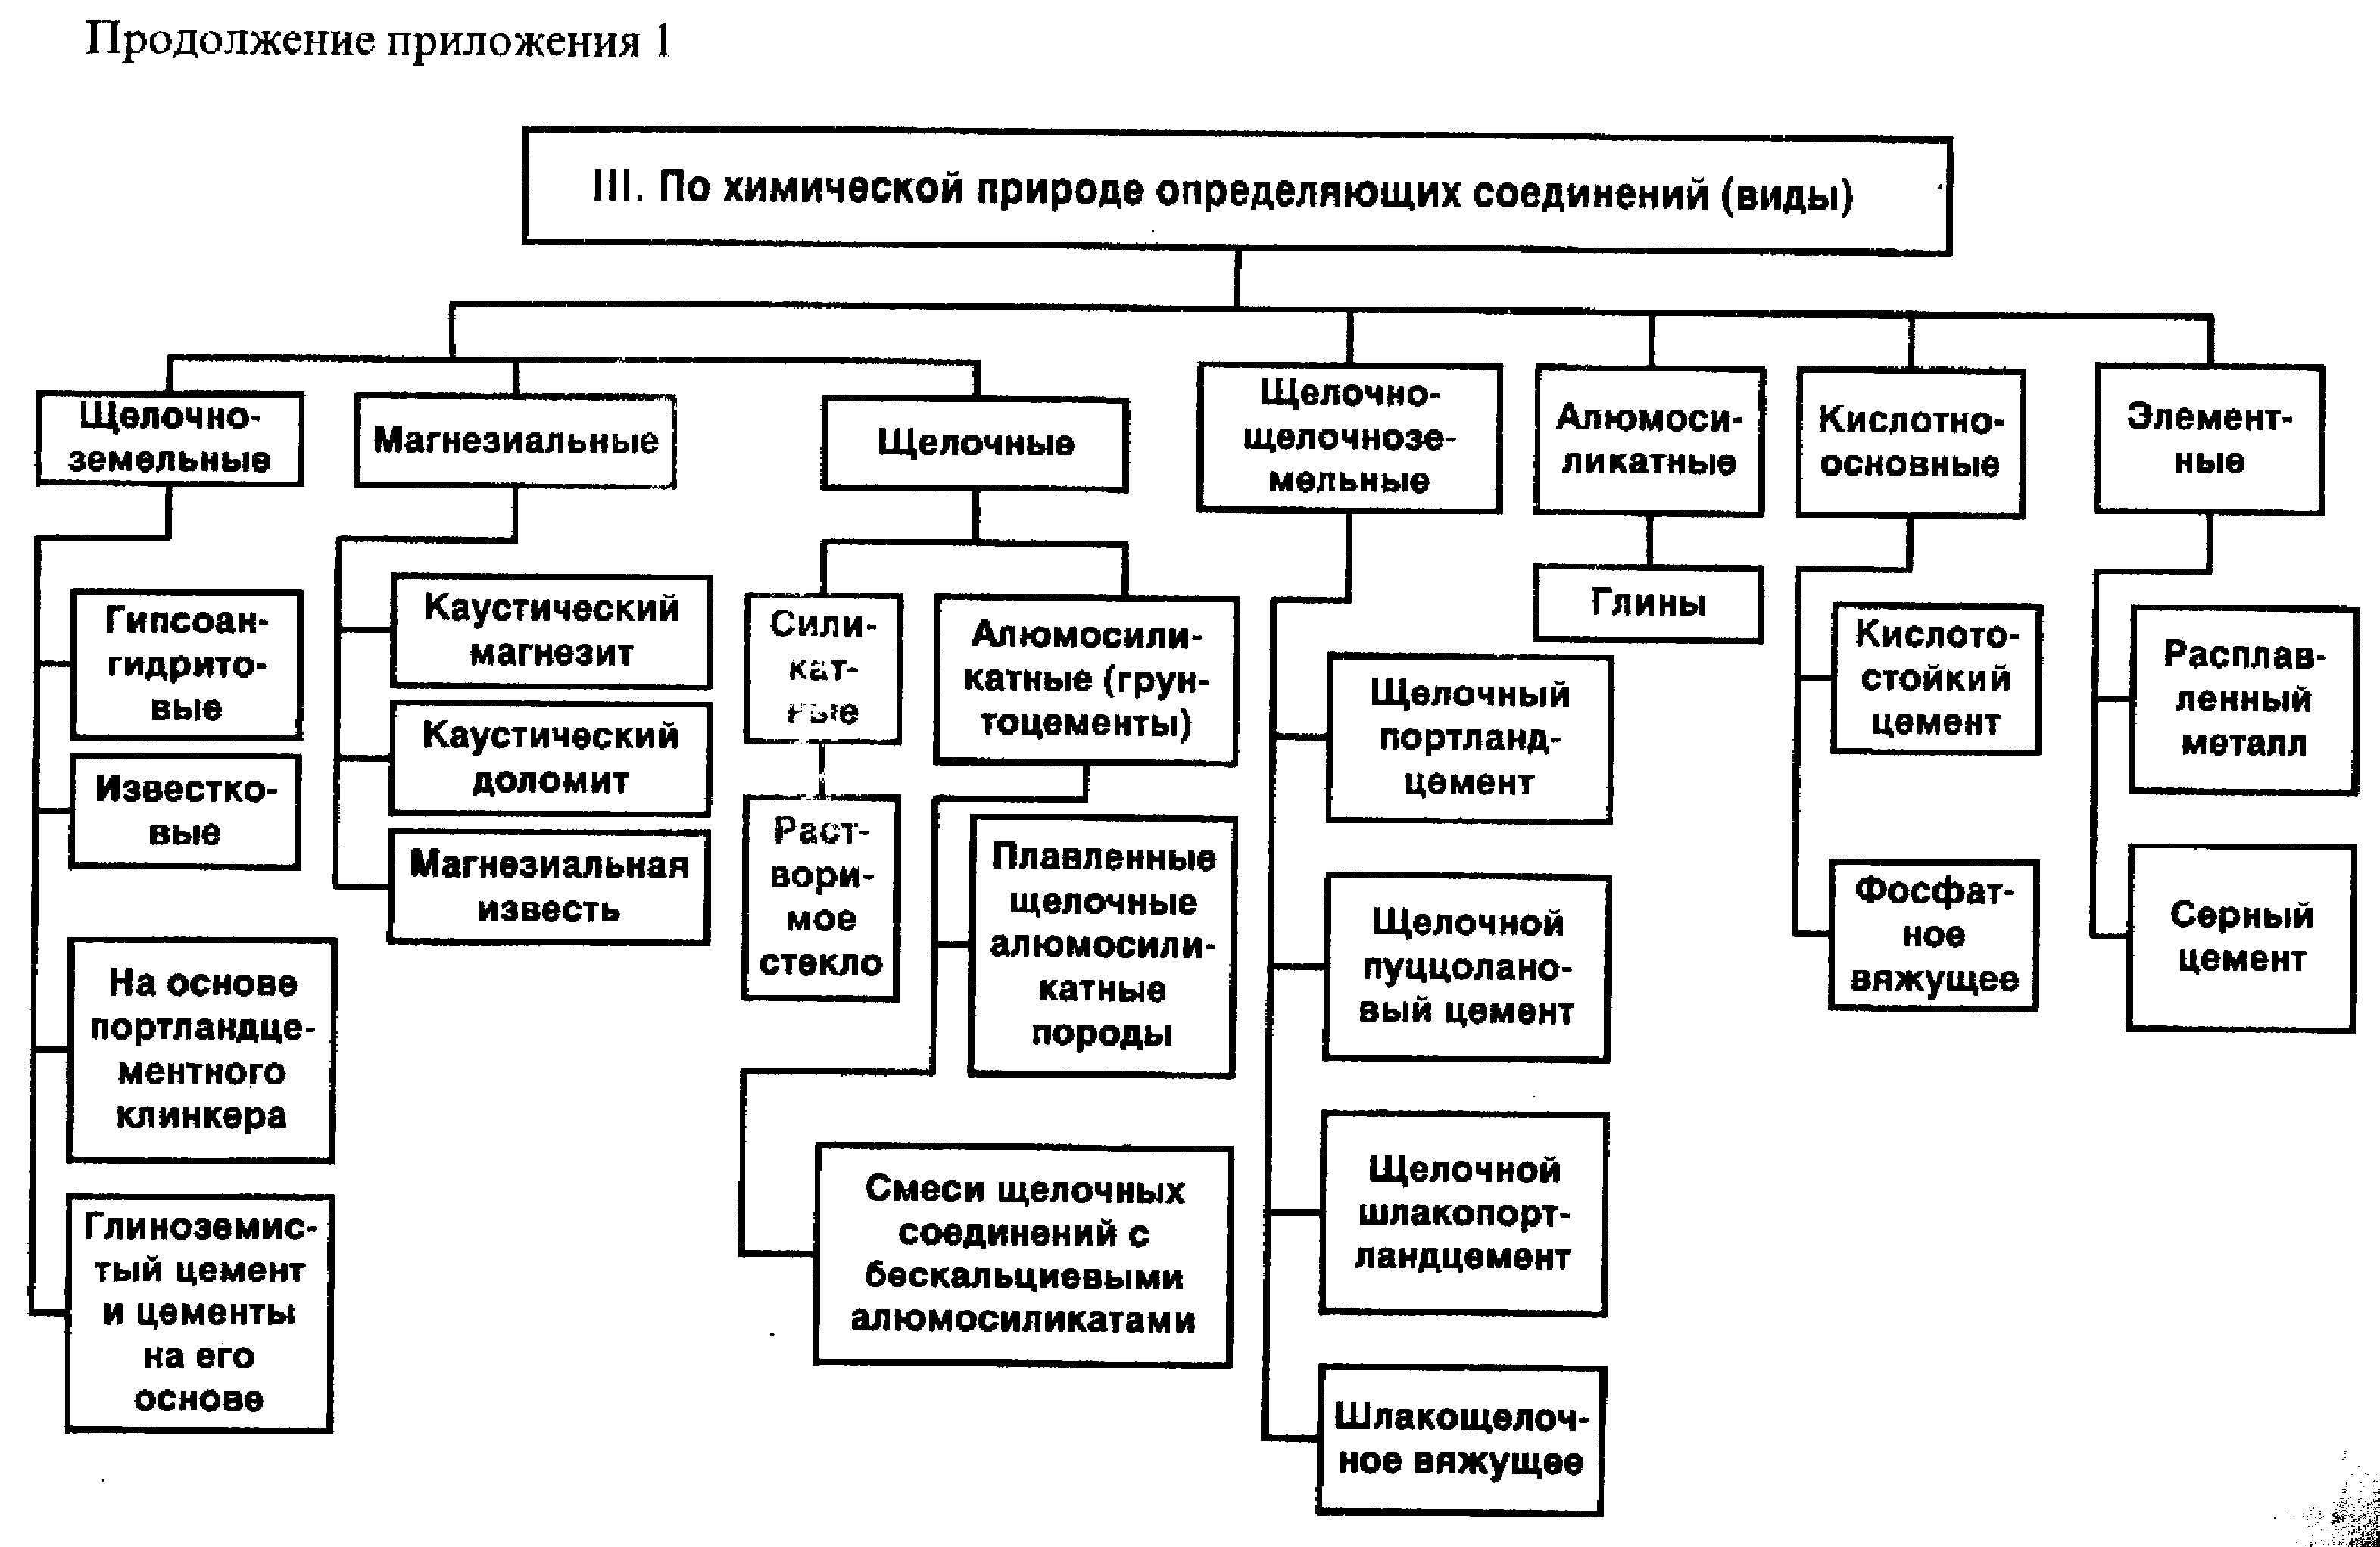 Продолжение приложения 1
III. По химической природе определяющих соединений (виды)
Щелочно-
земельные
Магнезиальные
Щелочные
Щелочно-
щелочнозе-
мельные
Алюмоси-
ликатные
Кислотно-
основные
Элемент-
ные
Гипсоан-
гидрито-
вые
Известко-
вые
На основе
портландце-
ментного
клинкера
Глиноземис-
тый цемент
и цементы
на его
основе
Каустический
магнезит
Каустический
доломит
Магнезиальная
известь
Сили-
кат-
ные
Раст-
вори-
мое
стекло
Алюмосили-
катные (грун-
тоцементы)
Плавленные
щелочные
алюмосили-
катные
породы
Смеси щелочных
соединений с
бескальциевыми
алюмосиликатами
Щелочный
портланд-
цемент
Щелочной
пуццолано-
вый цемент
Щелочной
шлакопорт-
ландцемент
Шлакощелоч-
ное вяжущее
Глины
Кислото-
стойкий
цемент
Фосфат-
ное
вяжущее
Расплав-
ленный
металл
Серный
цемент